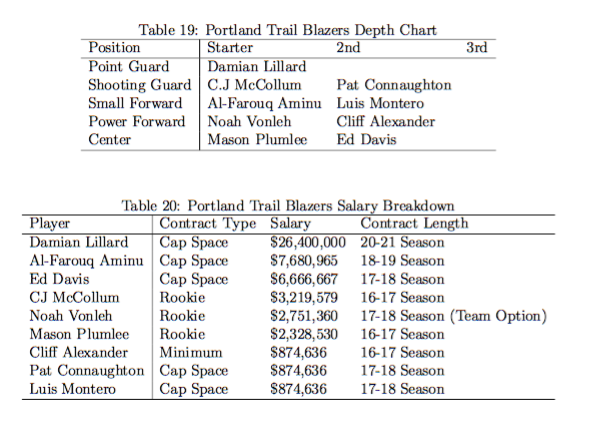 Table 19: Portland Trail Blazers Depth Chart
Position Starter 2nd 3rd
Point Guard Damian Lillard
Shooting Guard C.J McCollum Pat Connaughton
Small Forward Al-Farouq Aminu Luis Montero
Power Forward Noah Vonleh Cliff Alexander
Center Mason Plumlee Ed Davis
Table 20: Portland Trail Blazers Salary Breakdown
Player Contract Type Salary Contract Length
Damian Lillard Cap Space $26,400,000 20-21 Season
Al-Farouq Aminu Cap Space $7,680,965 18-19 Season
Ed Davis Cap Space $6,666,667 17-18 Season
CJ McCollum Rookie $3,219,579 16-17 Season
Noah Vonleh Rookie $2,751,360 17-18 Season (Team Option)
Mason Plumlee Rookie $2,328,530 16-17 Season
Cliff Alexander Minimum $874,636 16-17 Season
Pat Connaughton Cap Space $874,636 17-18 Season
Luis Montero Cap Space $874,636 17-18 Season